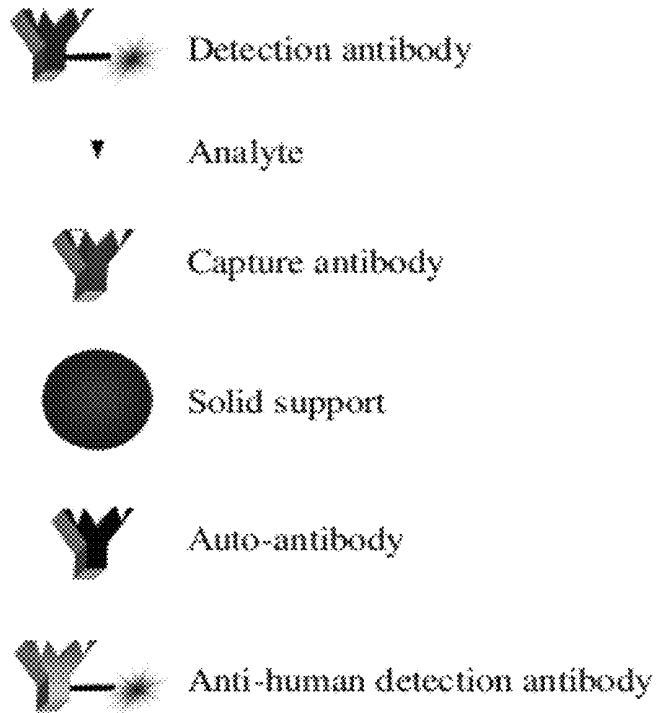 Detection antibody
Analyte
Capture antibody
Solid support
Auto-antibody
Anti-human detection antibody